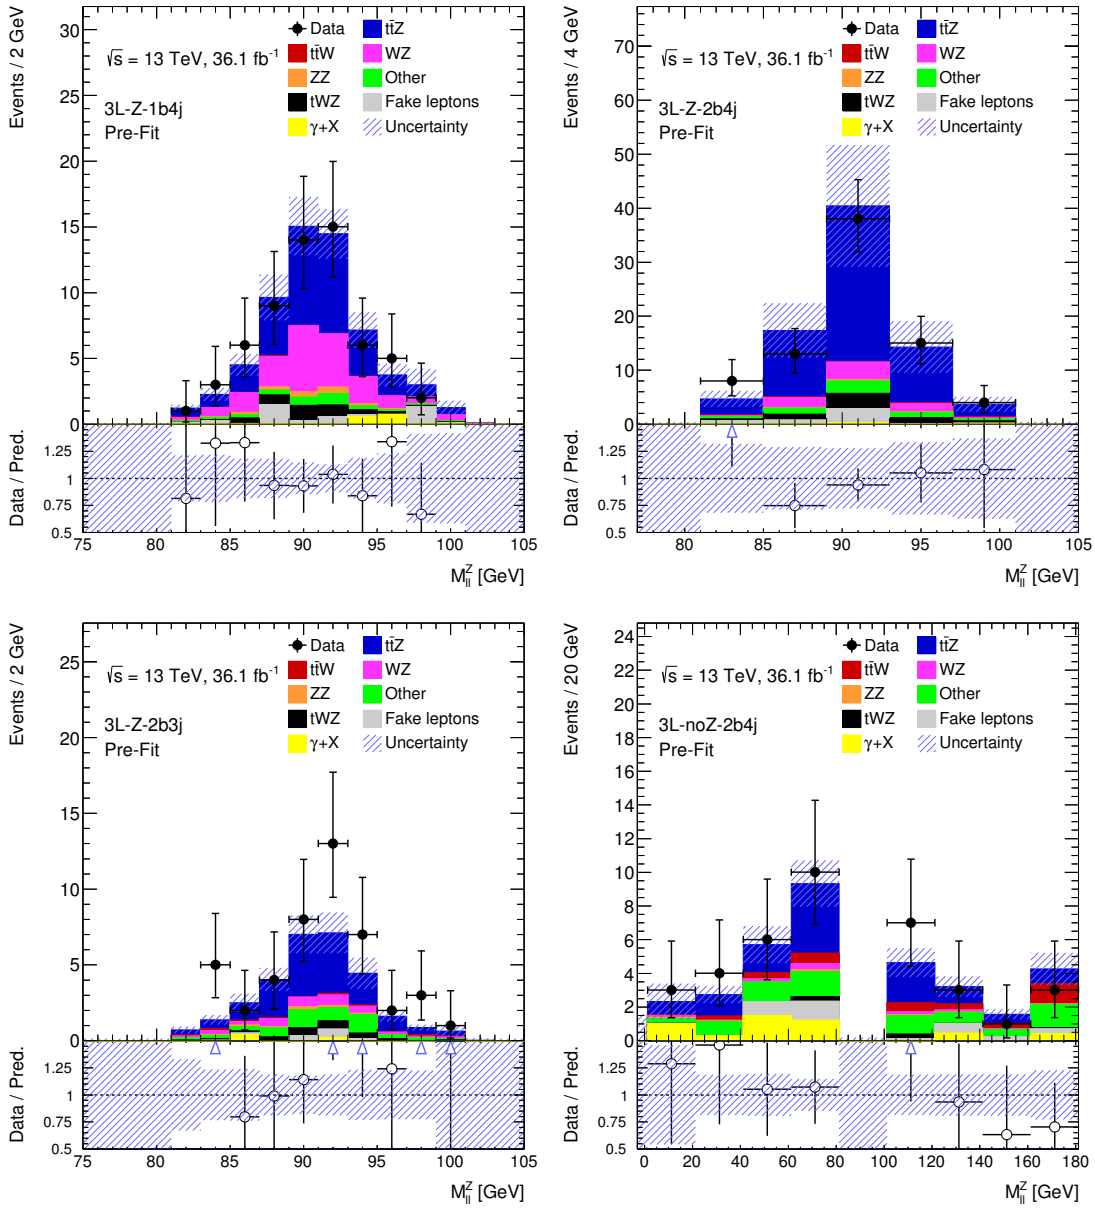 Events / 2 GeV
30
25
20
15
10
5
0
Data
tt̄Z
tt̄W
WZ
ZZ
Other
tWZ
Fake leptons
γ+X
Uncertainty
√s = 13 TeV, 36.1 fb⁻¹
3L-Z-1b4j
Pre-Fit
Data / Pred.
1.25
1
0.75
0.5
75 80 85 90 95 100 105
M_ll^Z [GeV]
Events / 4 GeV
70
60
50
40
30
20
10
0
Data
tt̄Z
tt̄W
WZ
ZZ
Other
tWZ
Fake leptons
γ+X
Uncertainty
√s = 13 TeV, 36.1 fb⁻¹
3L-Z-2b4j
Pre-Fit
Data / Pred.
1.25
1
0.75
0.5
80 85 90 95 100 105
M_ll^Z [GeV]
Events / 2 GeV
25
20
15
10
5
0
Data
tt̄Z
tt̄W
WZ
ZZ
Other
tWZ
Fake leptons
γ+X
Uncertainty
√s = 13 TeV, 36.1 fb⁻¹
3L-Z-2b3j
Pre-Fit
Data / Pred.
1.25
1
0.75
0.5
75 80 85 90 95 100 105
M_ll^Z [GeV]
Events / 20 GeV
24
22
20
18
16
14
12
10
8
6
4
2
0
Data
tt̄Z
tt̄W
WZ
ZZ
Other
tWZ
Fake leptons
γ+X
Uncertainty
√s = 13 TeV, 36.1 fb⁻¹
3L-noZ-2b4j
Pre-Fit
Data / Pred.
1.25
1
0.75
0.5
0 20 40 60 80 100 120 140 160 180
M_ll^Z [GeV]